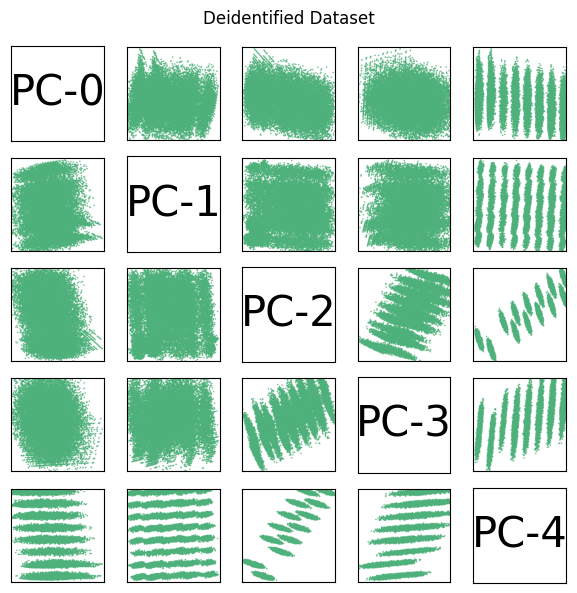 Deidentified Dataset
PC-0
PC-1
PC-2
PC-3
PC-4